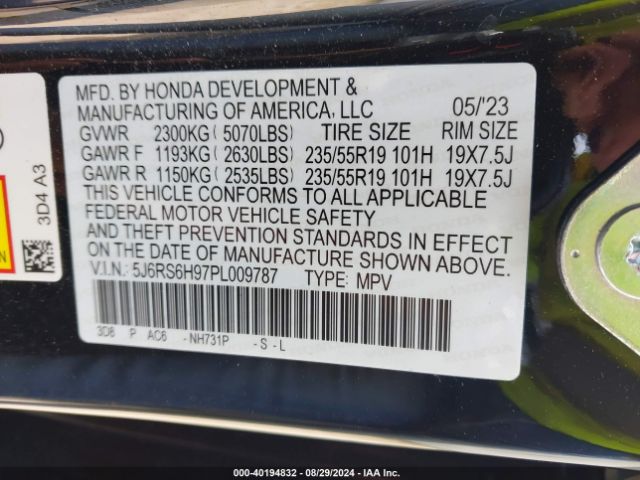 MFD. BY HONDA DEVELOPMENT &
MANUFACTURING OF AMERICA, LLC 05/'23
GVWR 2300KG( 5070LBS) TIRE SIZE RIM SIZE
GAWR F 1193KG( 2630LBS) 235/55R19 101H 19X7.5J
GAWR R 1150KG( 2535LBS) 235/55R19 101H 19X7.5J
THIS VEHICLE CONFORMS TO ALL APPLICABLE
FEDERAL MOTOR VEHICLE SAFETY
AND THEFT PREVENTION STANDARDS IN EFFECT
ON THE DATE OF MANUFACTURE SHOWN ABOVE.
V.I.N.: 5J6RS6H97PL009787 TYPE: MPV
3D8 P AC6 - NH731P - S - L
3D4 A3
000-40194832 - 08/29/2024 - IAA Inc.